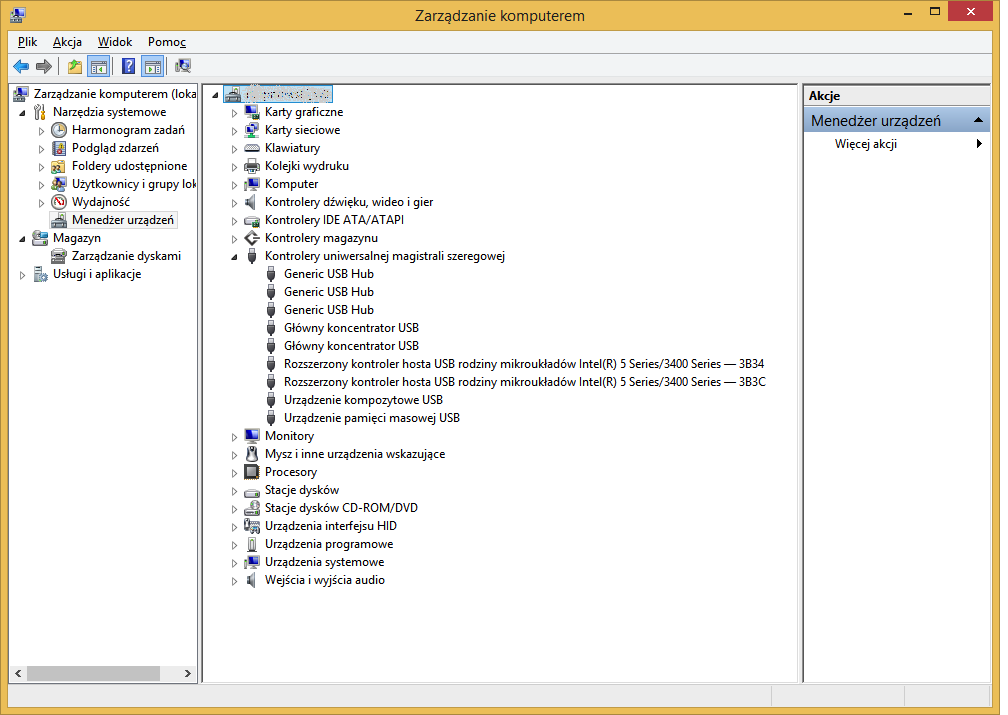 Zarządzanie komputerem
Plik Akcja Widok Pomoc
Zarządzanie komputerem (loka
Narzędzia systemowe
Harmonogram zadań
Podgląd zdarzeń
Foldery udostępnione
Użytkownicy i grupy lok
Wydajność
Menedżer urządzeń
Magazyn
Zarządzanie dyskami
Usługi i aplikacje
Karty graficzne
Karty sieciowe
Klawiatury
Kolejki wydruku
Komputer
Kontrolery dźwięku, wideo i gier
Kontrolery IDE ATA/ATAPI
Kontrolery magazynu
Kontrolery uniwersalnej magistrali szeregowej
Generic USB Hub
Generic USB Hub
Generic USB Hub
Główny koncentrator USB
Główny koncentrator USB
Rozszerzony kontroler hosta USB rodziny mikroukładów Intel(R) 5 Series/3400 Series — 3B34
Rozszerzony kontroler hosta USB rodziny mikroukładów Intel(R) 5 Series/3400 Series — 3B3C
Urządzenie kompozytowe USB
Urządzenie pamięci masowej USB
Monitory
Mysz i inne urządzenia wskazujące
Procesory
Stacje dysków
Stacje dysków CD-ROM/DVD
Urządzenia interfejsu HID
Urządzenia programowe
Urządzenia systemowe
Wejścia i wyjścia audio
Akcje
Menedżer urządzeń
Więcej akcji